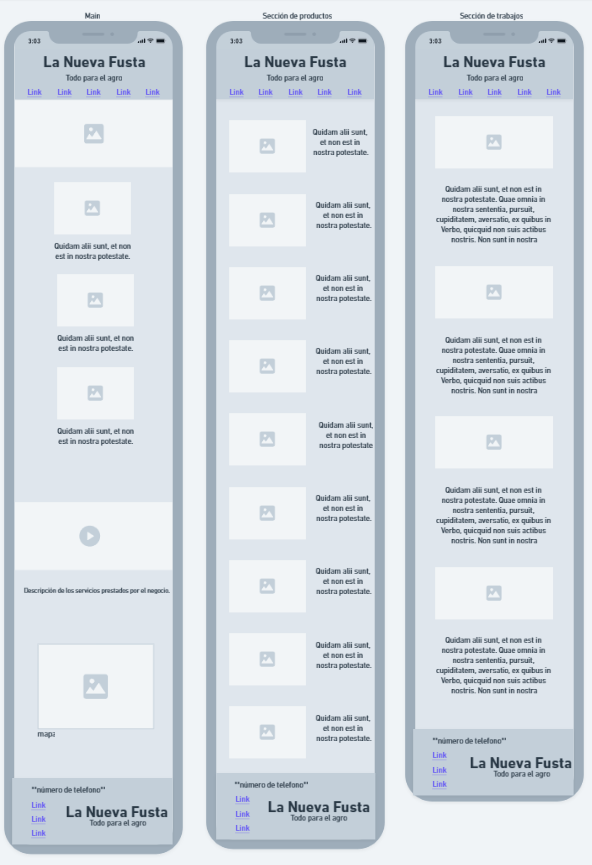 Main
3:03
La Nueva Fusta
Todo para el agro
Link Link Link Link Link
Quidam alii sunt, et non
est in nostra potestate.
Quidam alii sunt, et non
est in nostra potestate.
Quidam alii sunt, et non
est in nostra potestate.
Descripción de los servicios prestados por el negocio.
mapa
"número de telefono"
Link
Link
Link
La Nueva Fusta
Todo para el agro
Sección de productos
3:03
La Nueva Fusta
Todo para el agro
Link Link Link Link Link
Quidam alii sunt,
et non est in
nostra potestate.
Quidam alii sunt,
et non est in
nostra potestate.
Quidam alii sunt,
et non est in
nostra potestate.
Quidam alii sunt,
et non est in
nostra potestate.
Quidam alii sunt,
et non est in
nostra potestate
Quidam alii sunt,
et non est in
nostra potestate.
Quidam alii sunt,
et non est in
nostra potestate.
Quidam alii sunt,
et non est in
nostra potestate.
Quidam alii sunt,
et non est in
nostra potestate.
"número de telefono"
Link
Link
Link
La Nueva Fusta
Todo para el agro
Sección de trabajos
3:03
La Nueva Fusta
Todo para el agro
Link Link Link Link Link
Quidam alii sunt, et non est in
nostra potestate. Quae omnia in
nostra sententia, pursuit,
cupiditatem, aversatio, ex quibus in
Verbo, quicquid non suis actibus
nostris. Non sunt in nostra
Quidam alii sunt, et non est in
nostra potestate. Quae omnia in
nostra sententia, pursuit,
cupiditatem, aversatio, ex quibus in
Verbo, quicquid non suis actibus
nostris. Non sunt in nostra
Quidam alii sunt, et non est in
nostra potestate. Quae omnia in
nostra sententia, pursuit,
cupiditatem, aversatio, ex quibus in
Verbo, quicquid non suis actibus
nostris. Non sunt in nostra
Quidam alii sunt, et non est in
nostra potestate. Quae omnia in
nostra sententia, pursuit,
cupiditatem, aversatio, ex quibus in
Verbo, quicquid non suis actibus
nostris. Non sunt in nostra
"número de telefono"
Link
Link
Link
La Nueva Fusta
Todo para el agro